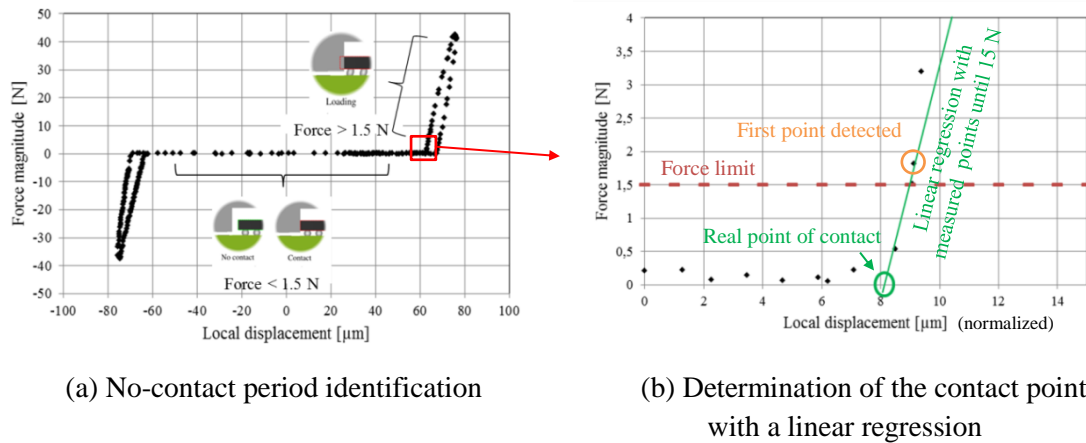 Force magnitude [N]
50
40
30
20
10
0
-10
-20
-30
-40
-50
-100
-80
-60
-40
-20
0
20
40
60
80
100
Local displacement [µm]
Loading
Force > 1.5 N
No contact
Contact
Force < 1.5 N
(a) No-contact period identification
Force magnitude [N]
4
3,5
3
2,5
2
1,5
1
0,5
0
0
2
4
6
8
10
12
14
Local displacement [µm] (normalized)
First point detected
Force limit
Real point of contact
Linear regression with
measured points until 15 N
(b) Determination of the contact point
with a linear regression